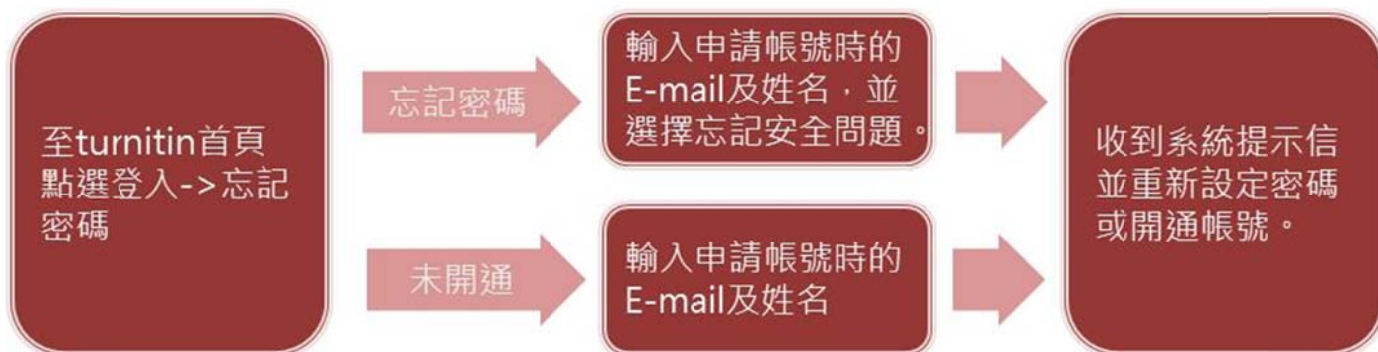 至turnitin首頁
點選登入->忘記
密碼
忘記密碼
輸入申請帳號時的
E-mail及姓名，並
選擇忘記安全問題。
未開通
輸入申請帳號時的
E-mail及姓名
收到系統提示信
並重新設定密碼
或開通帳號。